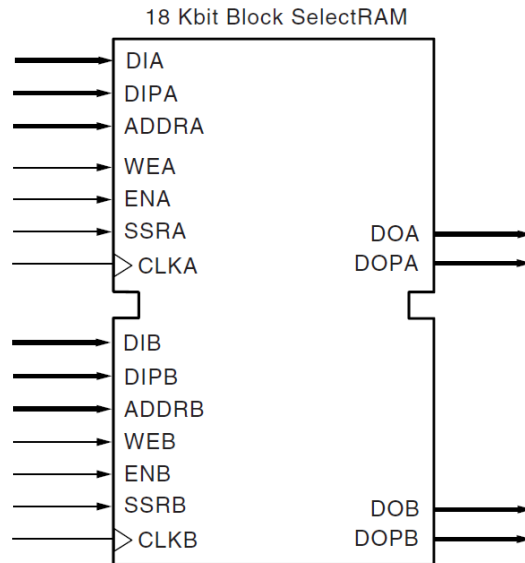 18 Kbit Block SelectRAM
DIA
DIPA
ADDRA
WEA
ENA
SSRA
CLKA
DOA
DOPA
DIB
DIPB
ADDRB
WEB
ENB
SSRB
CLKB
DOB
DOPB